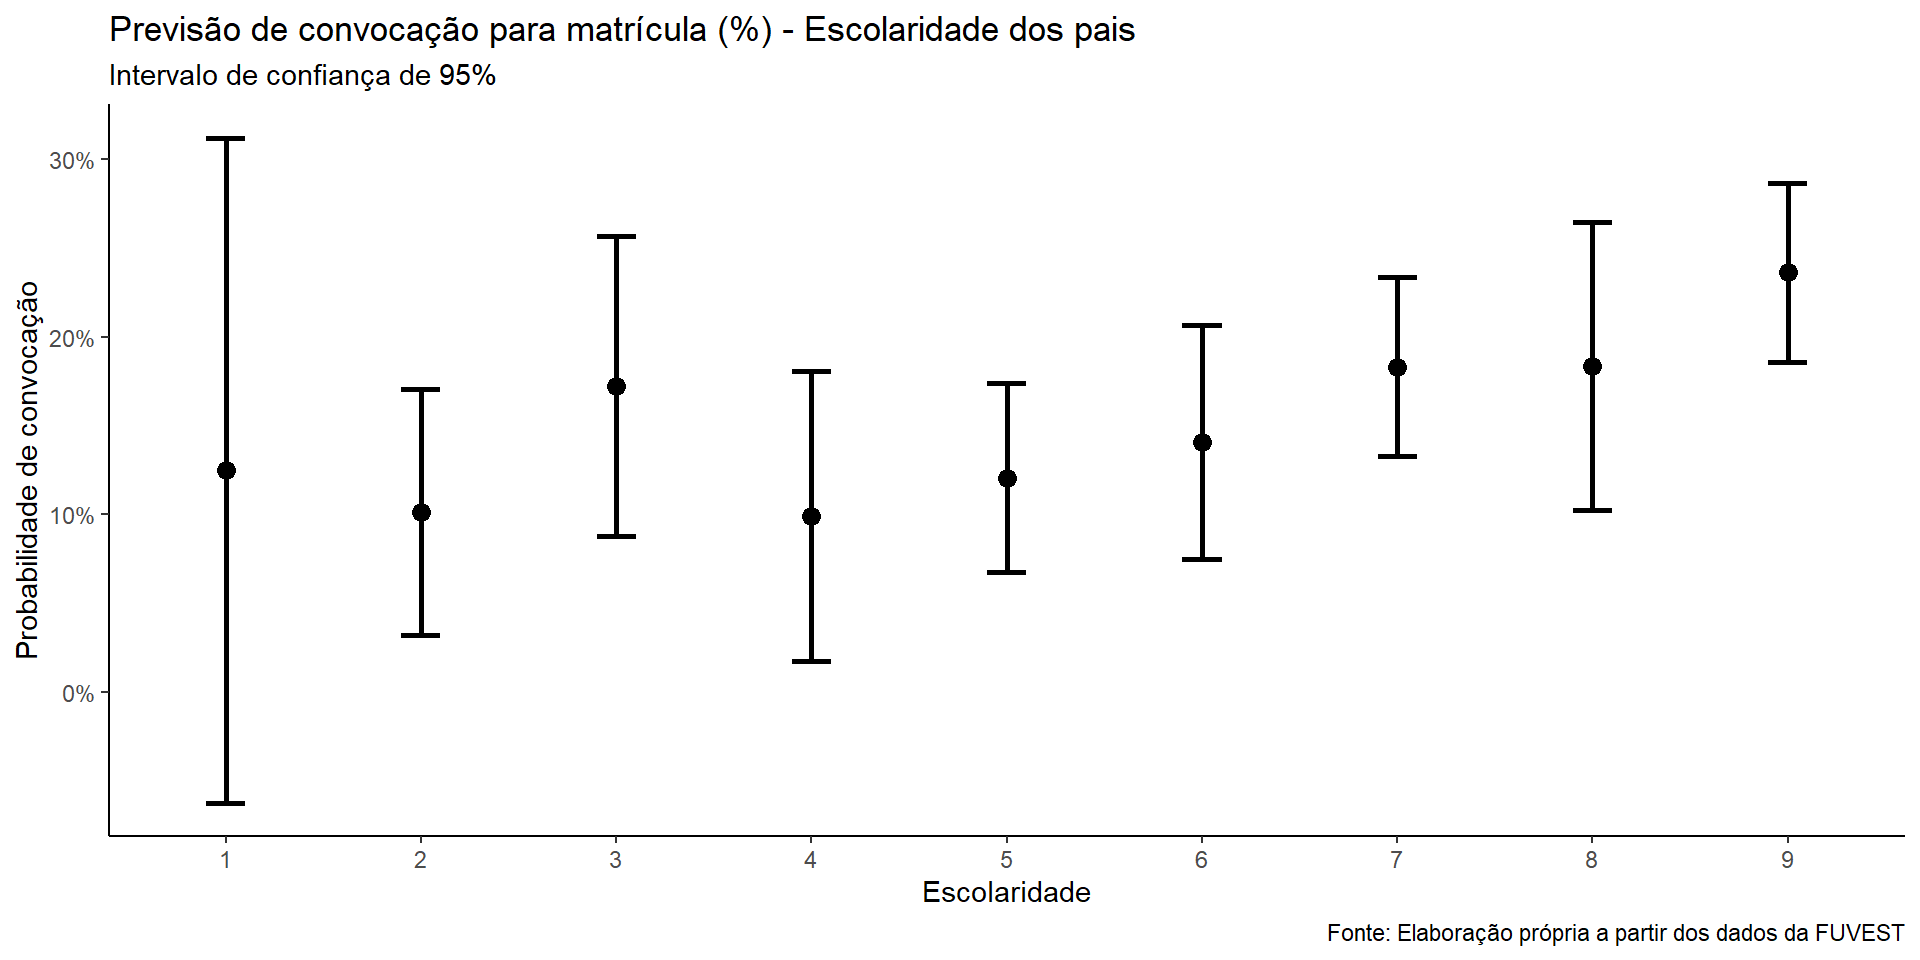 Previsão de convocação para matrícula (%) - Escolaridade dos pais
Intervalo de confiança de 95%
Probabilidade de convocação
30%
20%
10%
0%
1 2 3 4 5 6 7 8 9
Escolaridade
Fonte: Elaboração própria a partir dos dados da FUVEST